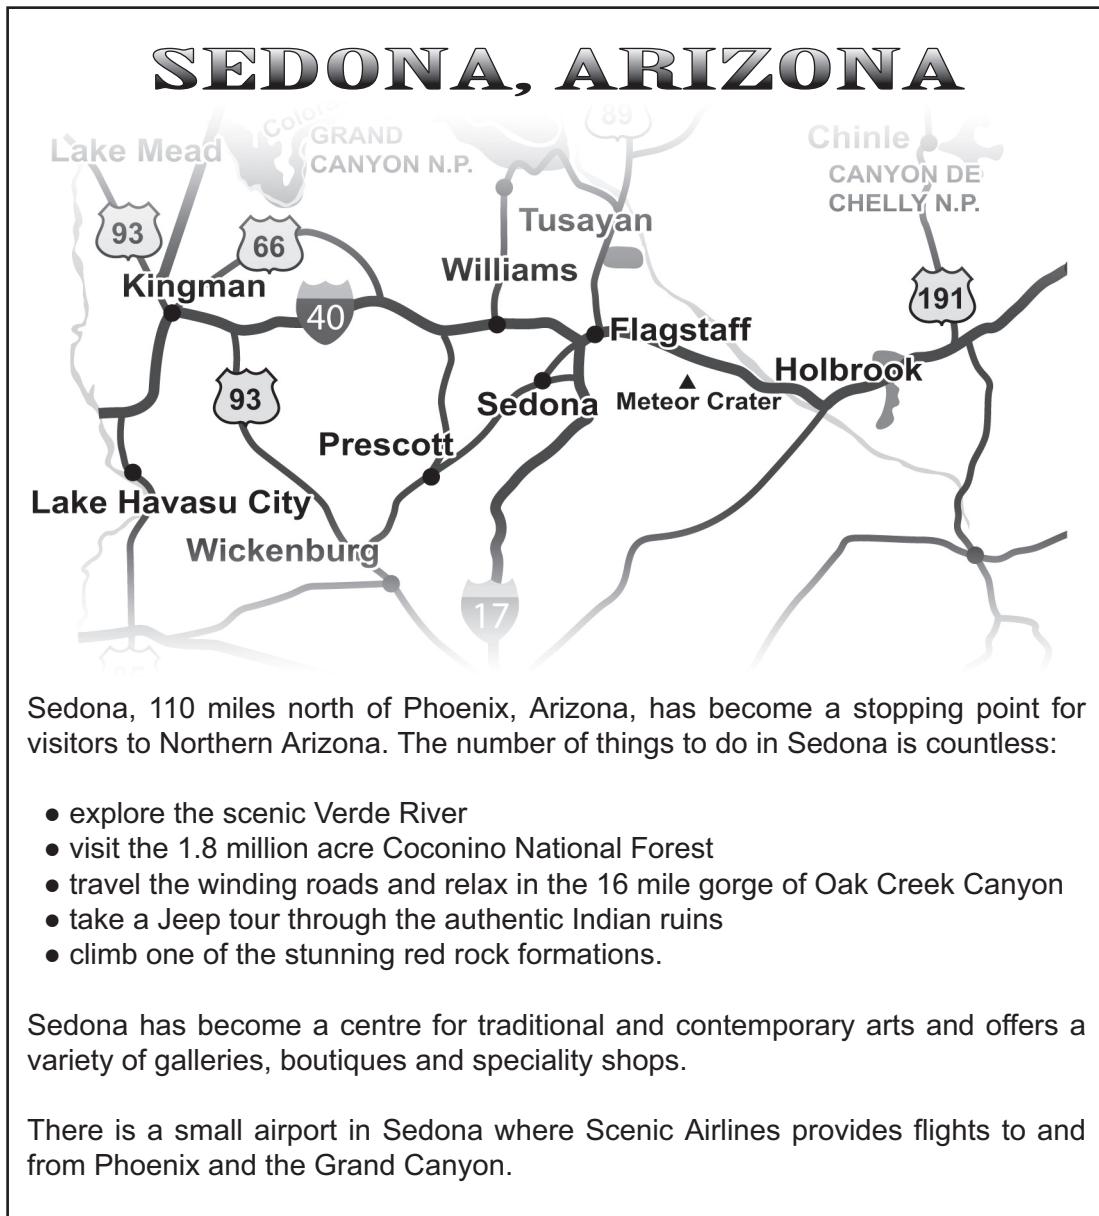 SEDONA, ARIZONA
89
Chinle
Lake Mead
GRAND
CANYON N.P.
CANYON DE
CHELLY N.P.
93
66
Tusayan
Williams
Kingman
191
40
Flagstaff
Holbrook
93
Sedona
Meteor Crater
Prescott
Lake Havasu City
Wickenburg
17
Sedona, 110 miles north of Phoenix, Arizona, has become a stopping point for
visitors to Northern Arizona. The number of things to do in Sedona is countless:
● explore the scenic Verde River
● visit the 1.8 million acre Coconino National Forest
● travel the winding roads and relax in the 16 mile gorge of Oak Creek Canyon
● take a Jeep tour through the authentic Indian ruins
● climb one of the stunning red rock formations.
Sedona has become a centre for traditional and contemporary arts and offers a
variety of galleries, boutiques and speciality shops.
There is a small airport in Sedona where Scenic Airlines provides flights to and
from Phoenix and the Grand Canyon.